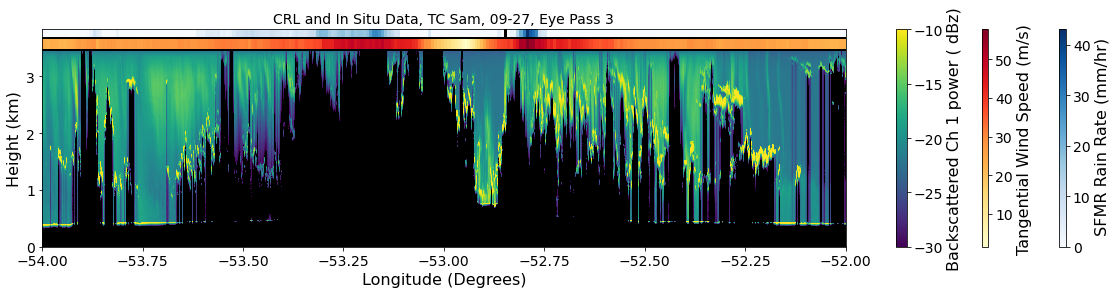 CRL and In Situ Data, TC Sam, 09-27, Eye Pass 3
Height (km)
3
2
1
0
−54.00 −53.75 −53.50 −53.25 −53.00 −52.75 −52.50 −52.25 −52.00
Longitude (Degrees)
−10
−15
−20
−25
−30
Backscattered Ch 1 power ( dBz)
50
40
30
20
10
Tangential Wind Speed (m/s)
40
30
20
10
0
SFMR Rain Rate (mm/hr)